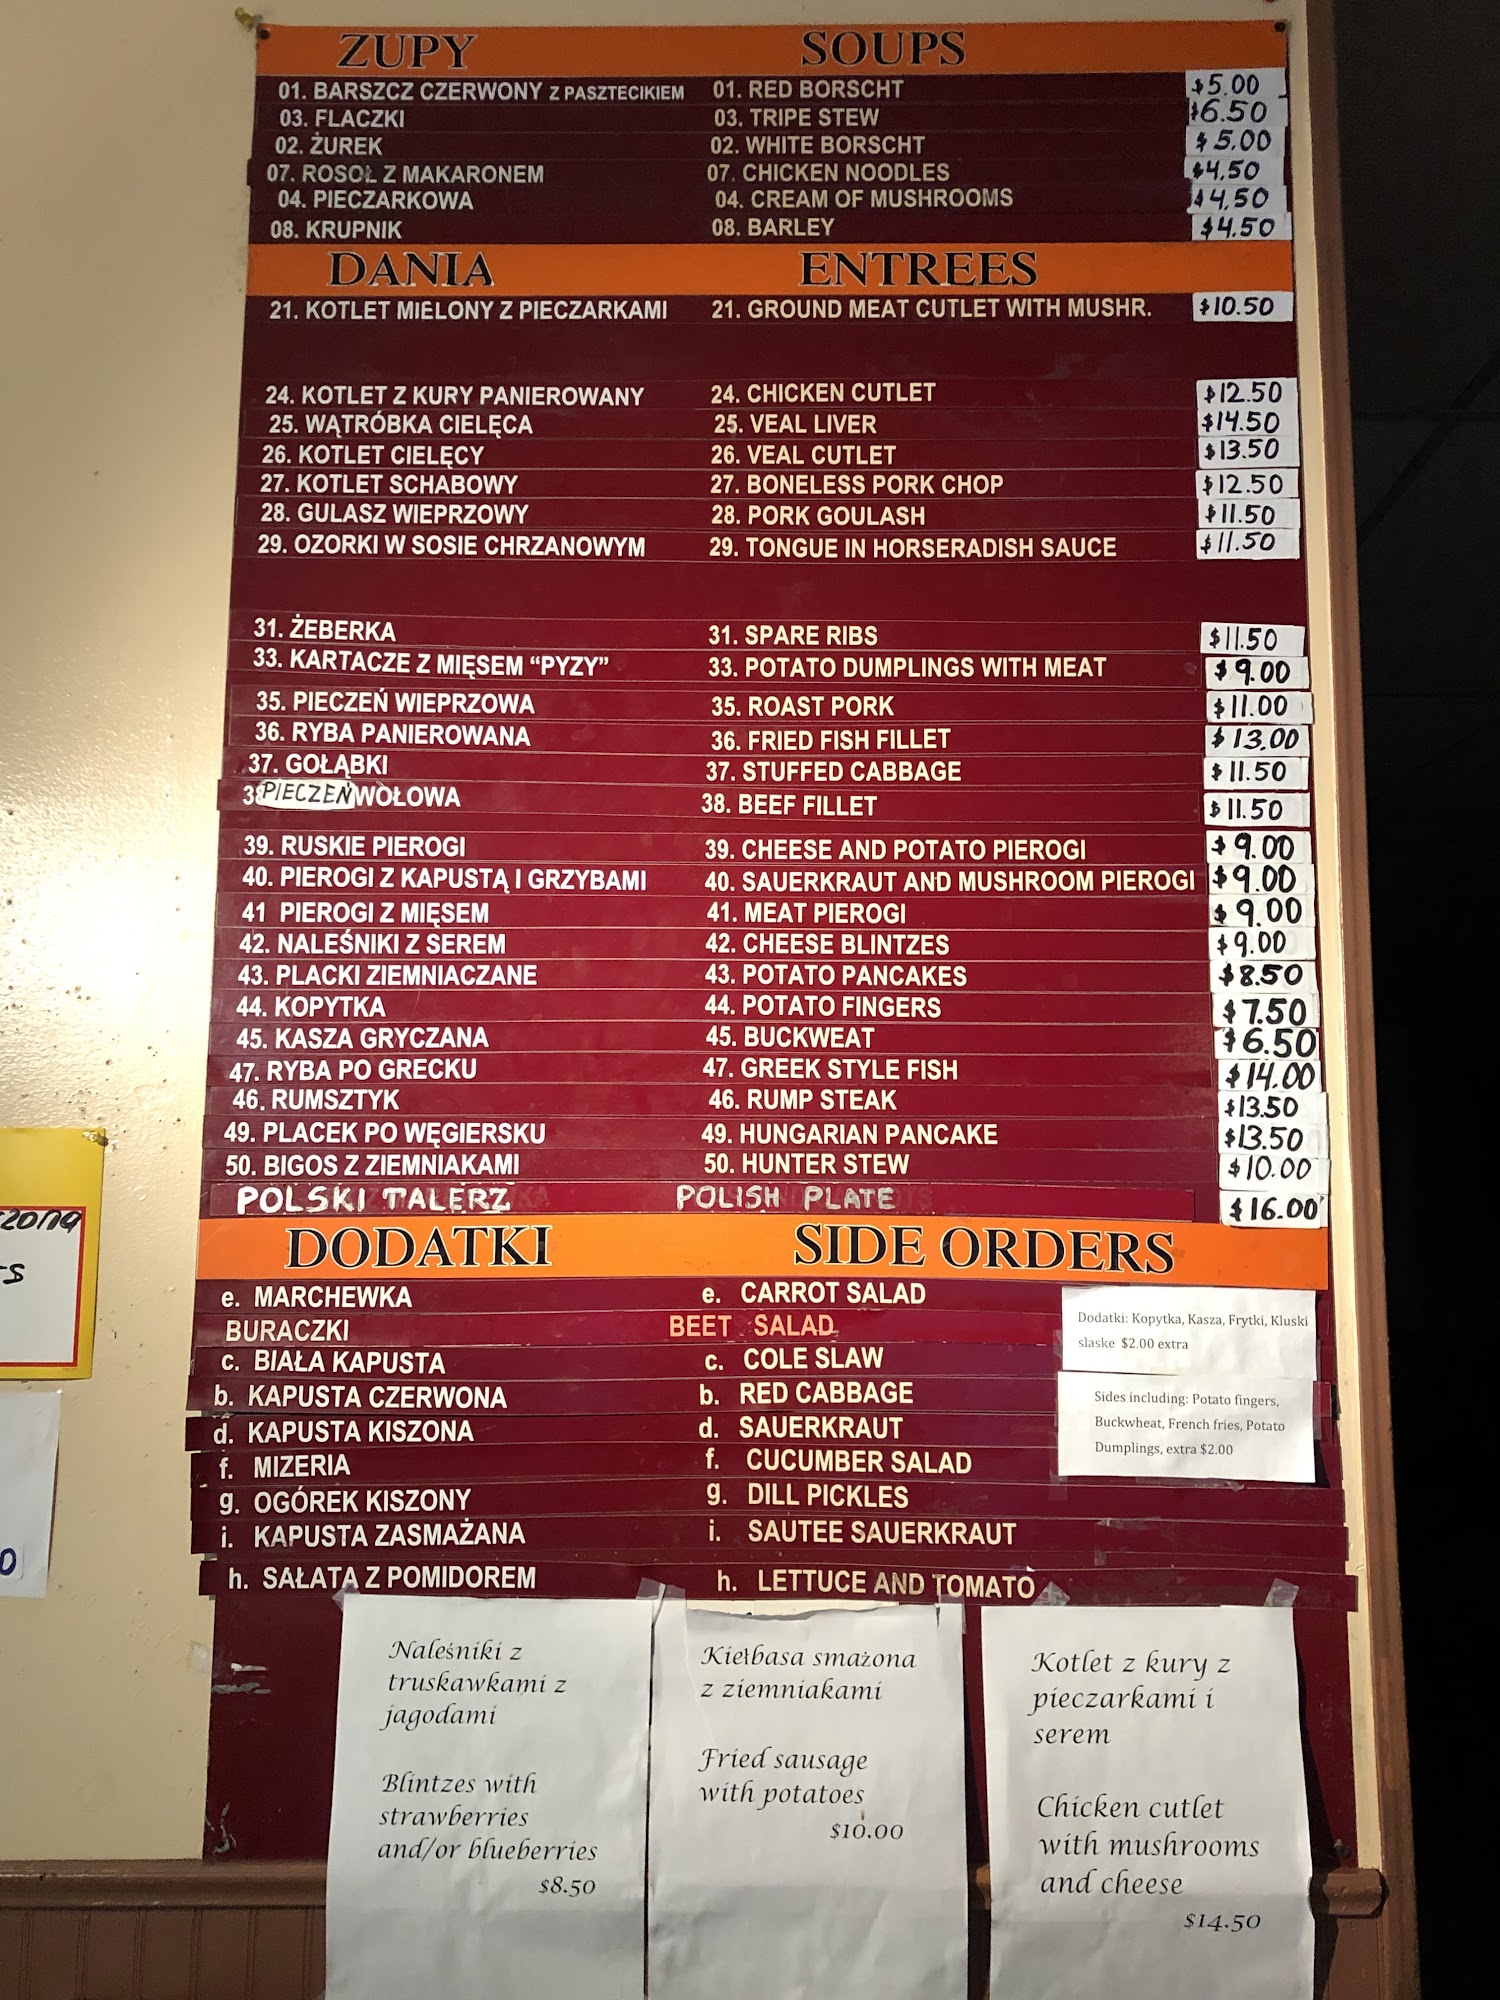 ZUPY SOUPS
01. BARSZCZ CZERWONY Z PASZTECIKIEM 01. RED BORSCHT $5.00
03. FLACZKI 03. TRIPE STEW $6.50
02. ŻUREK 02. WHITE BORSCHT $5.00
07. ROSOŁ Z MAKARONEM 07. CHICKEN NOODLES $4.50
04. PIECZARKOWA 04. CREAM OF MUSHROOMS $4.50
08. KRUPNIK 08. BARLEY $4.50
DANIA ENTREES
21. KOTLET MIELONY Z PIECZARKAMI 21. GROUND MEAT CUTLET WITH MUSHR. $10.50
24. KOTLET Z KURY PANIEROWANY 24. CHICKEN CUTLET $12.50
25. WĄTRÓBKA CIELĘCA 25. VEAL LIVER $14.50
26. KOTLET CIELĘCY 26. VEAL CUTLET $13.50
27. KOTLET SCHABOWY 27. BONELESS PORK CHOP $12.50
28. GULASZ WIEPRZOWY 28. PORK GOULASH $11.50
29. OZORKI W SOSIE CHRZANOWYM 29. TONGUE IN HORSERADISH SAUCE $11.50
31. ŻEBERKA 31. SPARE RIBS $11.50
33. KARTACZE Z MIĘSEM “PYZY” 33. POTATO DUMPLINGS WITH MEAT $9.00
35. PIECZEŃ WIEPRZOWA 35. ROAST PORK $11.00
36. RYBA PANIEROWANA 36. FRIED FISH FILLET $13.00
37. GOŁĄBKI 37. STUFFED CABBAGE $11.50
38 PIECZEŃ WOŁOWA 38. BEEF FILLET $11.50
39. RUSKIE PIEROGI 39. CHEESE AND POTATO PIEROGI $9.00
40. PIEROGI Z KAPUSTĄ I GRZYBAMI 40. SAUERKRAUT AND MUSHROOM PIEROGI $9.00
41 PIEROGI Z MIĘSEM 41. MEAT PIEROGI $9.00
42. NALEŚNIKI Z SEREM 42. CHEESE BLINTZES $9.00
43. PLACKI ZIEMNIACZANE 43. POTATO PANCAKES $8.50
44. KOPYTKA 44. POTATO FINGERS $7.50
45. KASZA GRYCZANA 45. BUCKWEAT $6.50
47. RYBA PO GRECKU 47. GREEK STYLE FISH $14.00
46. RUMSZTYK 46. RUMP STEAK $13.50
49. PLACEK PO WĘGIERSKU 49. HUNGARIAN PANCAKE $13.50
50. BIGOS Z ZIEMNIAKAMI 50. HUNTER STEW $10.00
POLSKI TALERZ POLISH PLATE $16.00
DODATKI SIDE ORDERS
e. MARCHEWKA e. CARROT SALAD
BURACZKI BEET SALAD
c. BIAŁA KAPUSTA c. COLE SLAW
b. KAPUSTA CZERWONA b. RED CABBAGE
d. KAPUSTA KISZONA d. SAUERKRAUT
f. MIZERIA f. CUCUMBER SALAD
g. OGÓREK KISZONY g. DILL PICKLES
i. KAPUSTA ZASMAŻANA i. SAUTEE SAUERKRAUT
h. SAŁATA Z POMIDOREM h. LETTUCE AND TOMATO
Dodatki: Kopytka, Kasza, Frytki, Kluski
slaske $2.00 extra
Sides including: Potato fingers,
Buckwheat, French fries, Potato
Dumplings, extra $2.00
Naleśniki z
truskawkami z
jagodami
Blintzes with
strawberries
and/or blueberries
$8.50
Kiełbasa smażona
z ziemniakami
Fried sausage
with potatoes
$10.00
Kotlet z kury z
pieczarkami i
serem
Chicken cutlet
with mushrooms
and cheese
$14.50